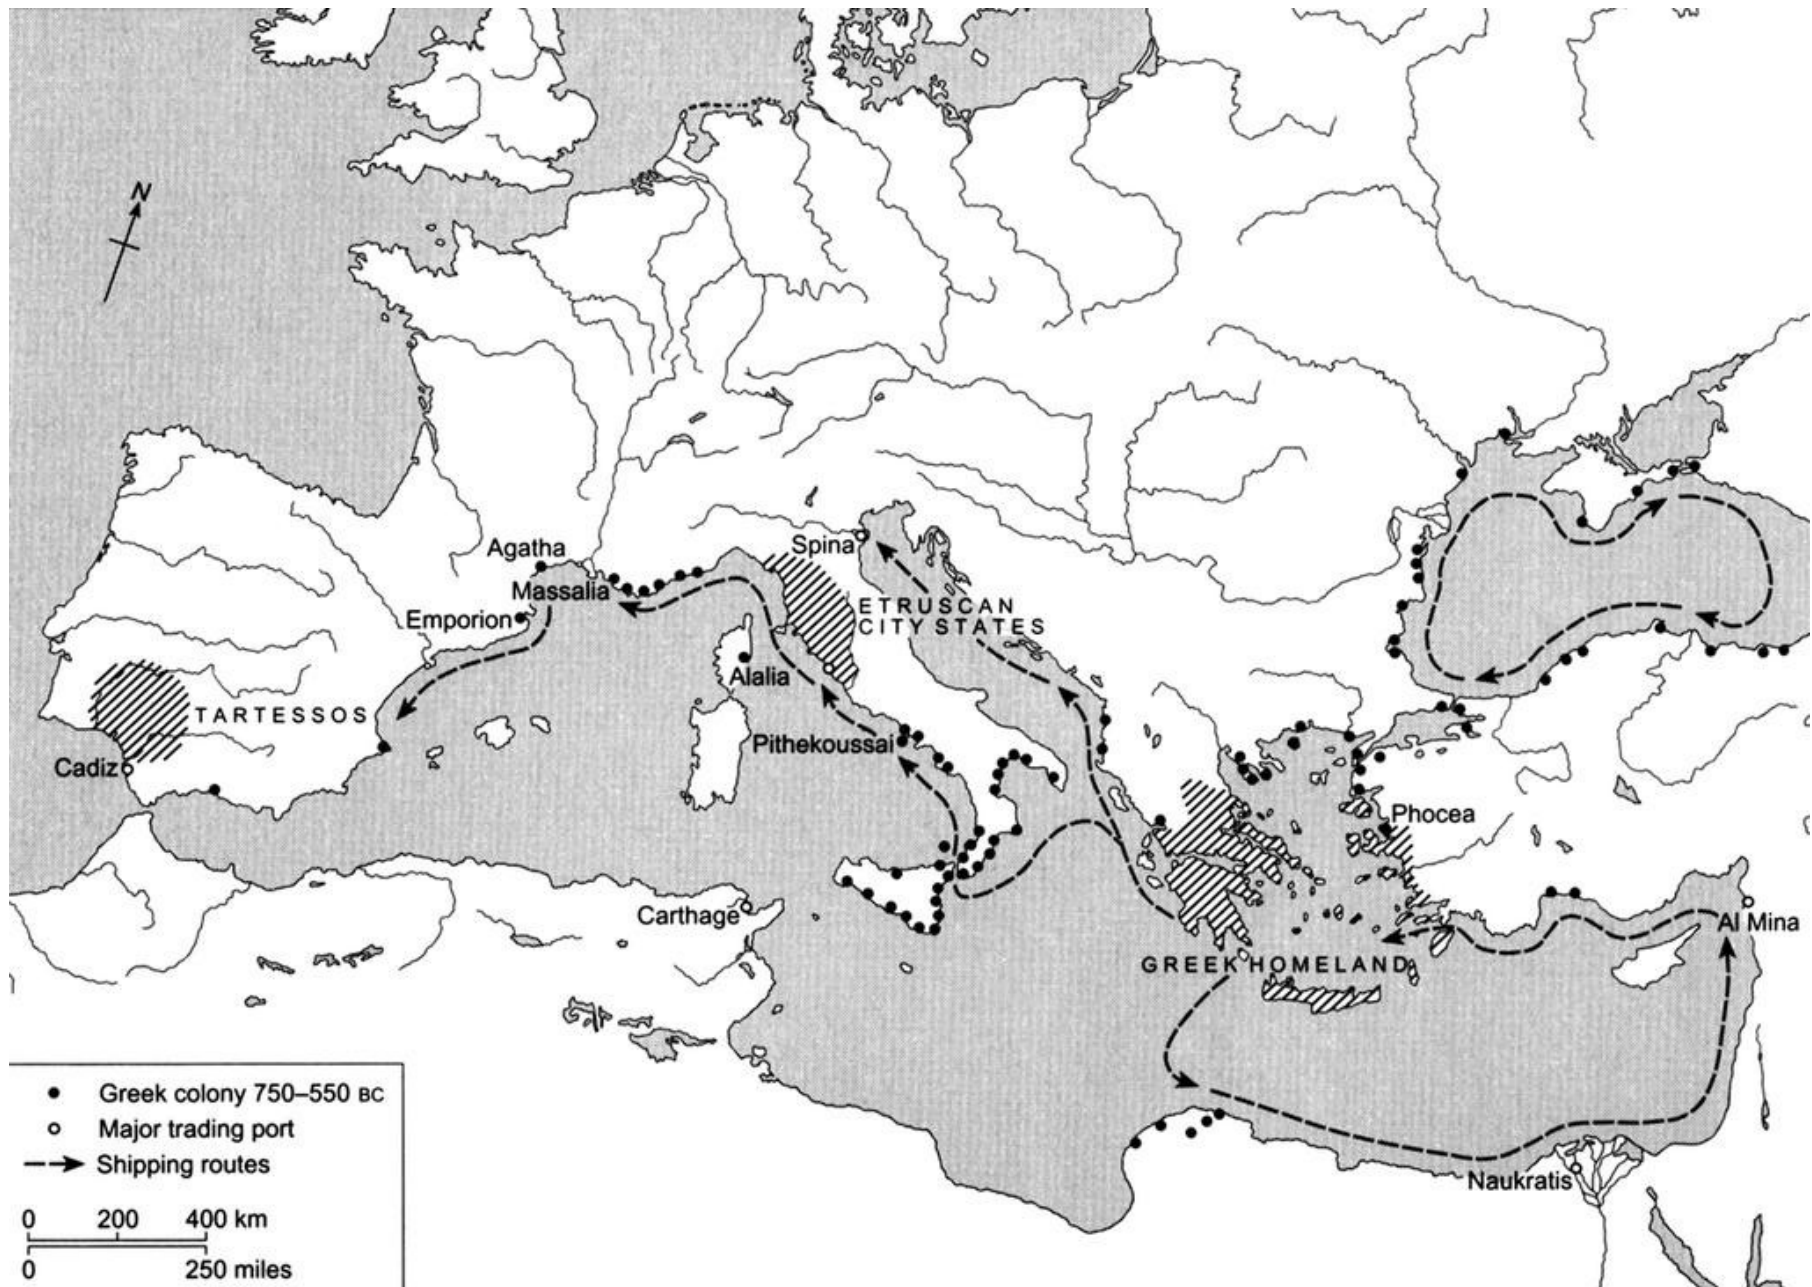 N
Agatha
Massalia
Emporion
Spina
ETRUSCAN
CITY STATES
Alalia
TARTESSOS
Cadiz
Pithekoussai
Phocea
Carthage
Al Mina
GREEK HOMELAND
Naukratis
Greek colony 750–550 BC
Major trading port
Shipping routes
0 200 400 km
0 250 miles